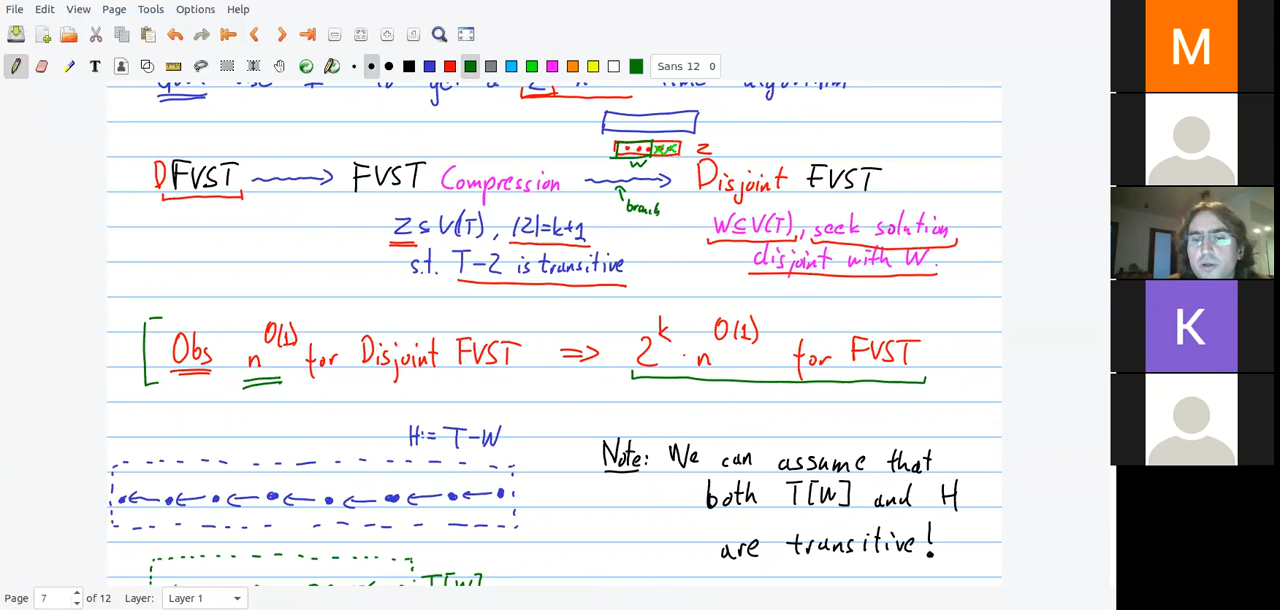 File Edit View Page Tools Options Help
Sans 12 0
time algorithm
Z
W
DFVST → FVST Compression → Disjoint FVST
branch
Z ⊆ V(T), |Z|=k+1
s.t. T-Z is transitive
W⊆V(T), seek solution
disjoint with W.
Obs n^O(1) for Disjoint FVST ⇒ 2^k · n^O(1) for FVST
H:= T-W
Note: We can assume that
both T[W] and H
are transitive!
T[W]
M
K
Page 7 of 12 Layer: Layer 1